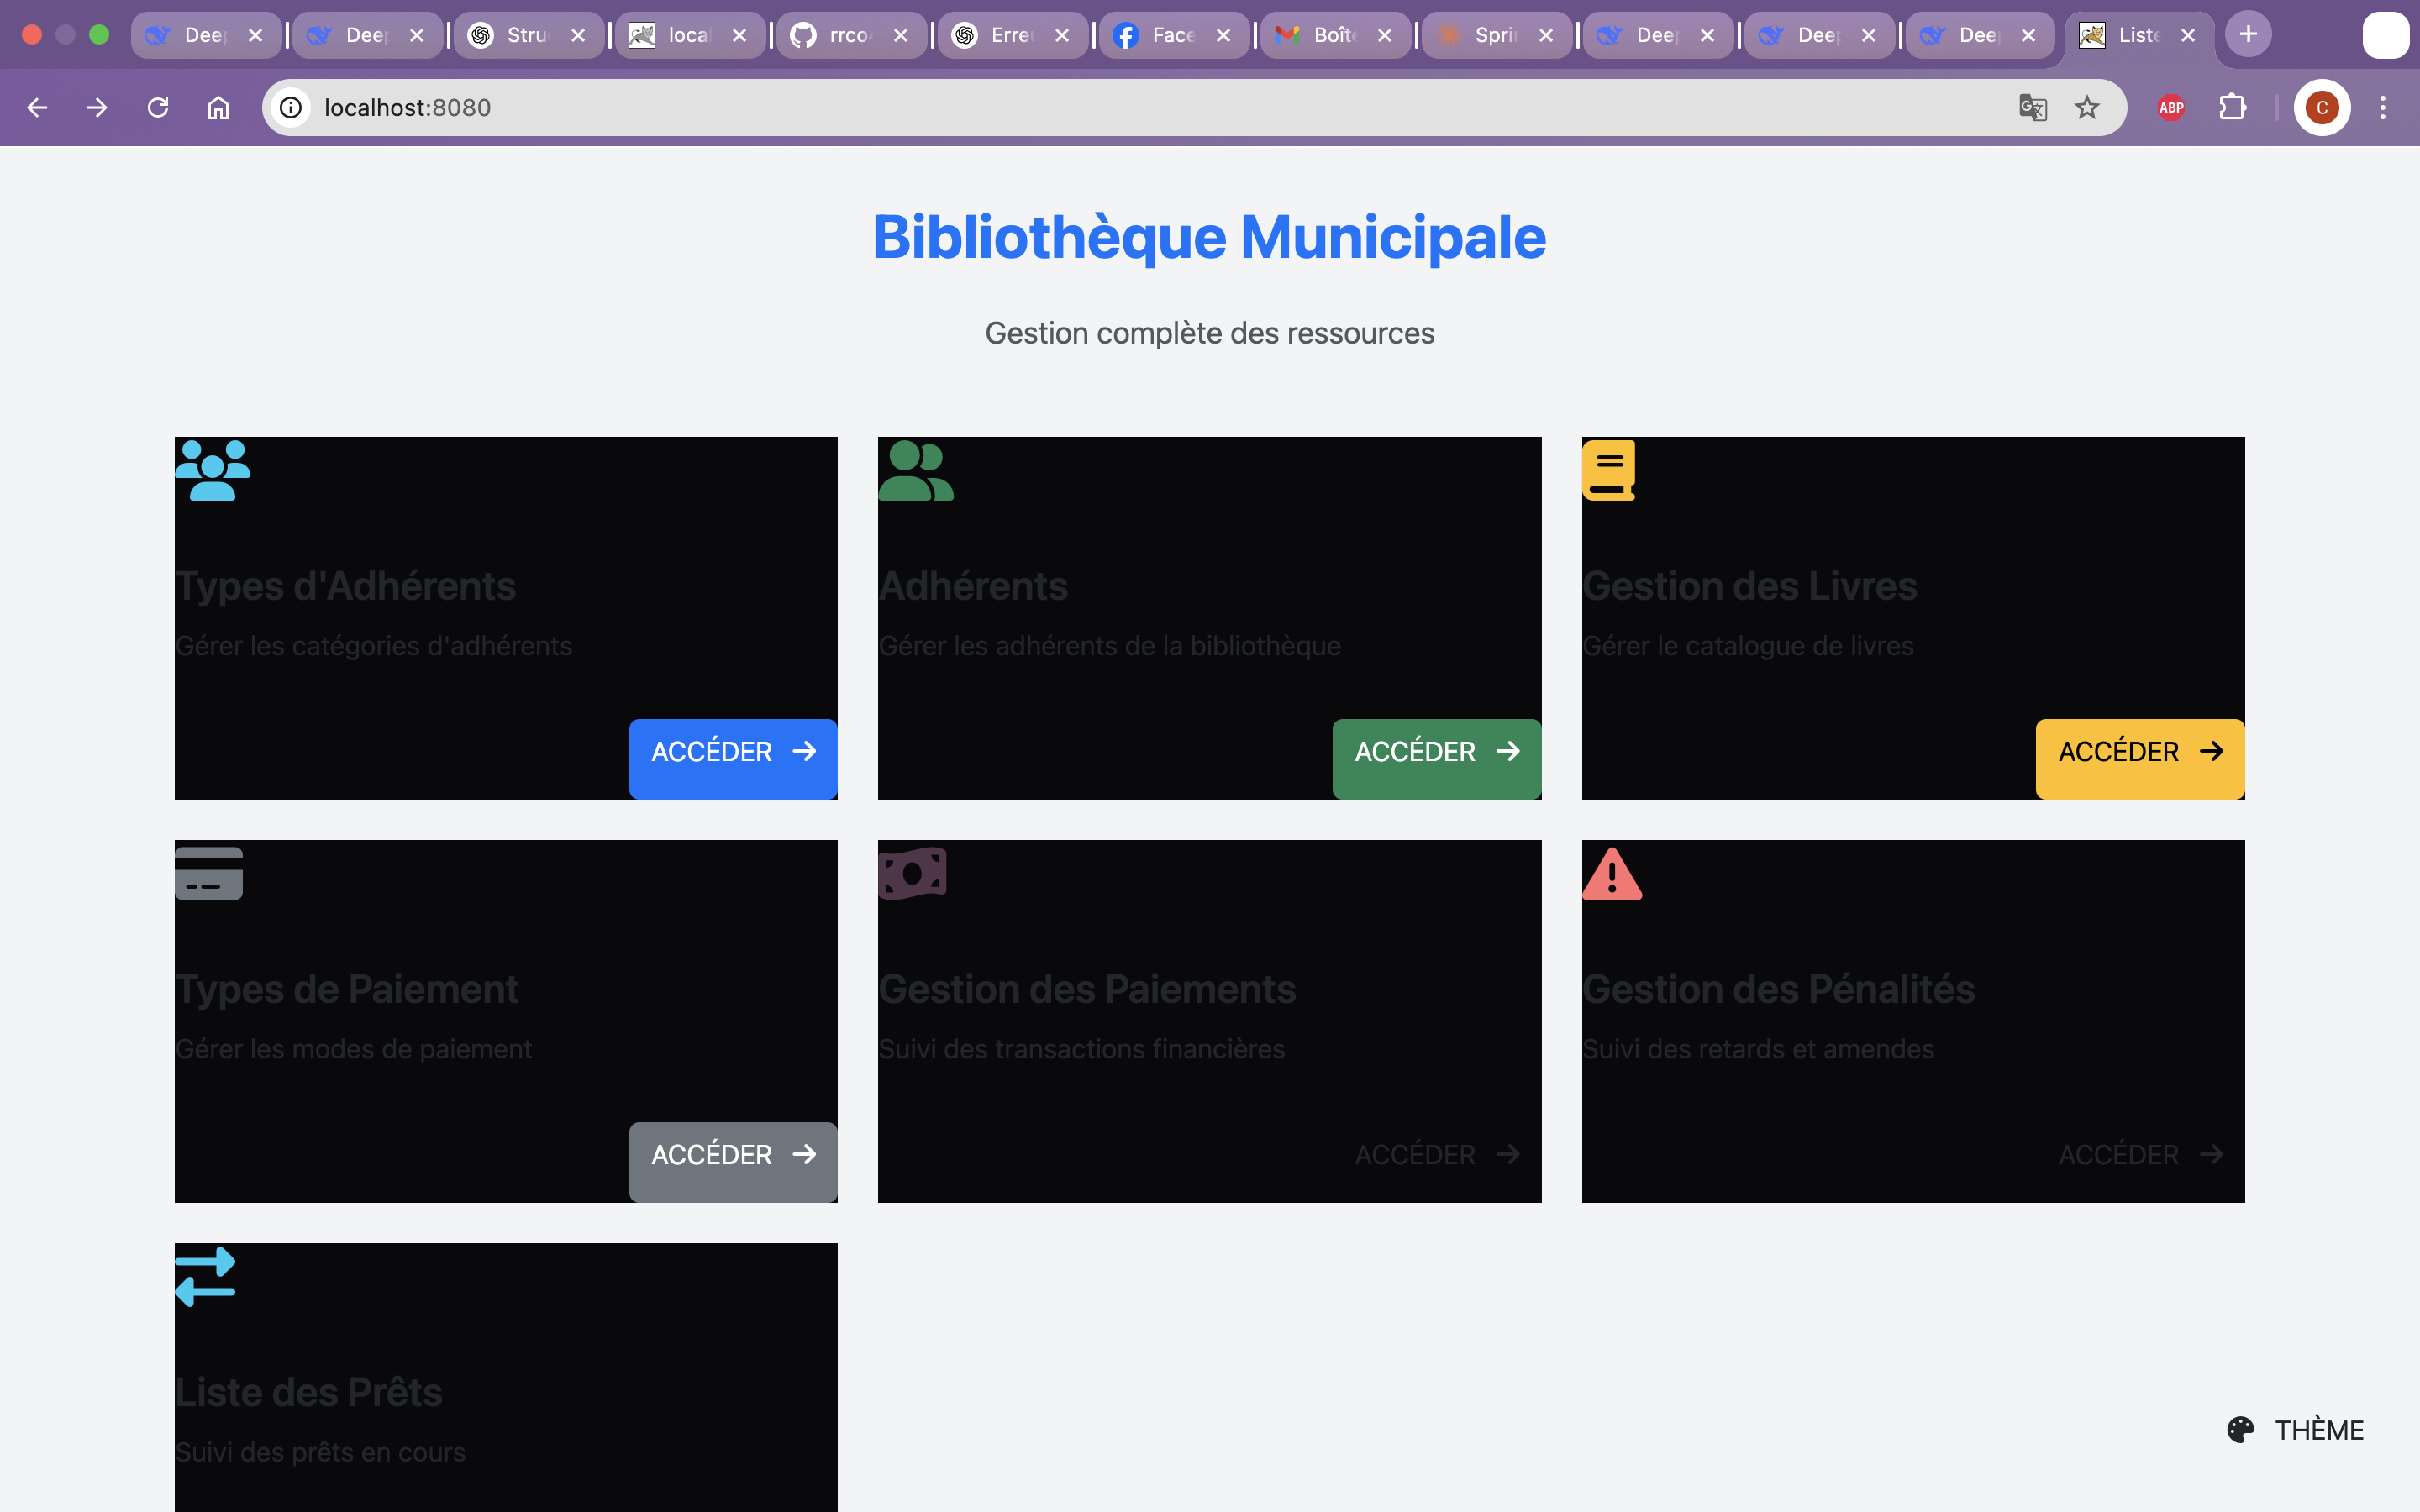 Deep
Deep
Stru
loca
rrco
Erre
Face
Boîte
Spri
Deep
Deep
Deep
Liste
localhost:8080
ABP
C
Bibliothèque Municipale
Gestion complète des ressources
Types d'Adhérents
Gérer les catégories d'adhérents
ACCÉDER
Adhérents
Gérer les adhérents de la bibliothèque
ACCÉDER
Gestion des Livres
Gérer le catalogue de livres
ACCÉDER
Types de Paiement
Gérer les modes de paiement
ACCÉDER
Gestion des Paiements
Suivi des transactions financières
ACCÉDER
Gestion des Pénalités
Suivi des retards et amendes
ACCÉDER
Liste des Prêts
Suivi des prêts en cours
THÈME